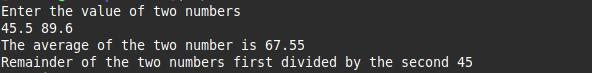 Enter the value of two numbers
45.5 89.6
The average of the two number is 67.55
Remainder of the two numbers first divided by the second 45